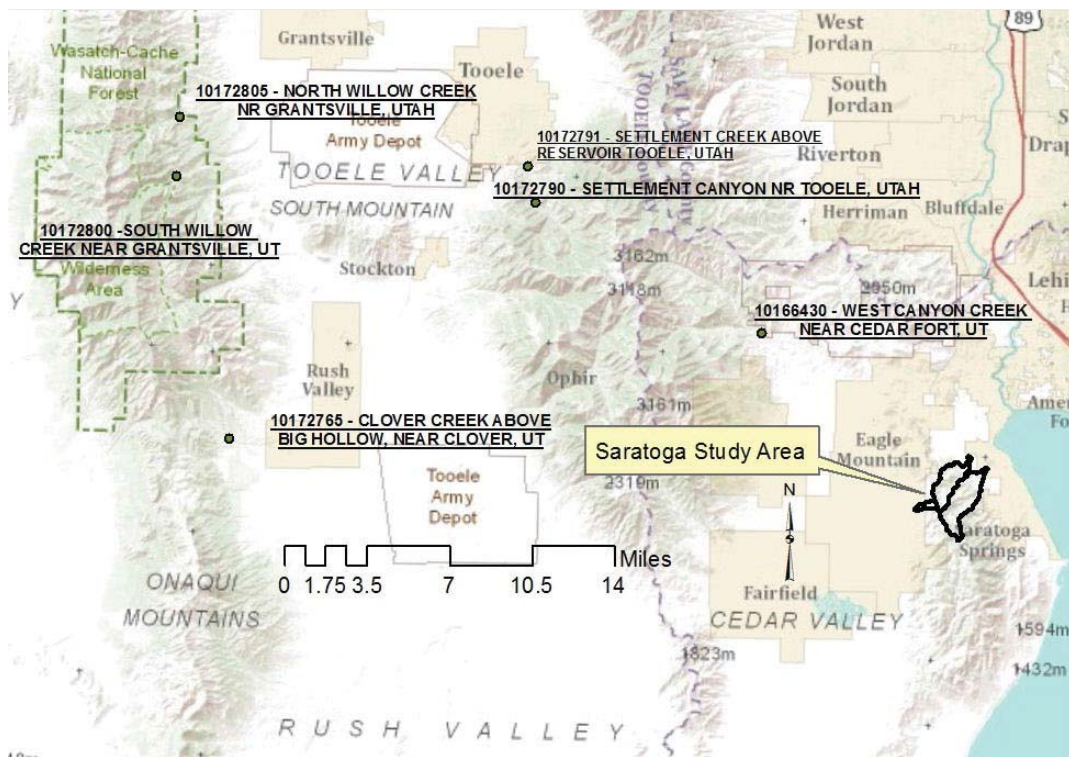 Wasatch-Cache
National
Forest
Grantsville
Tooele
West
Jordan
89
South
Jordan
Drap
10172805 - NORTH WILLOW CREEK
NR GRANTSVILLE, UTAH
Tooele
Army Depot
TOOELE VALLEY
10172791 - SETTLEMENT CREEK ABOVE
RESERVOIR TOOELE, UTAH
Riverton
10172790 - SETTLEMENT CANYON NR TOOELE, UTAH
SOUTH MOUNTAIN
Herriman
Bluffdale
10172800 -SOUTH WILLOW
CREEK NEAR GRANTSVILLE, UT
Wilderness
Area
Stockton
3162m
3118m
2950m
Lehi
Y
10166430 - WEST CANYON CREEK
NEAR CEDAR FORT, UT
Rush
Valley
Ophir
3161m
Amer
Fo
10172765 - CLOVER CREEK ABOVE
BIG HOLLOW, NEAR CLOVER, UT
Saratoga Study Area
Eagle
Mountain
Tooele
Army
Depot
2319m
N
Saratoga
Springs
Miles
0 1.75 3.5 7 10.5 14
ONAQUI
MOUNTAINS
Fairfield
CEDAR VALLEY
1594m
1823m
1432m
RUSH VALLEY